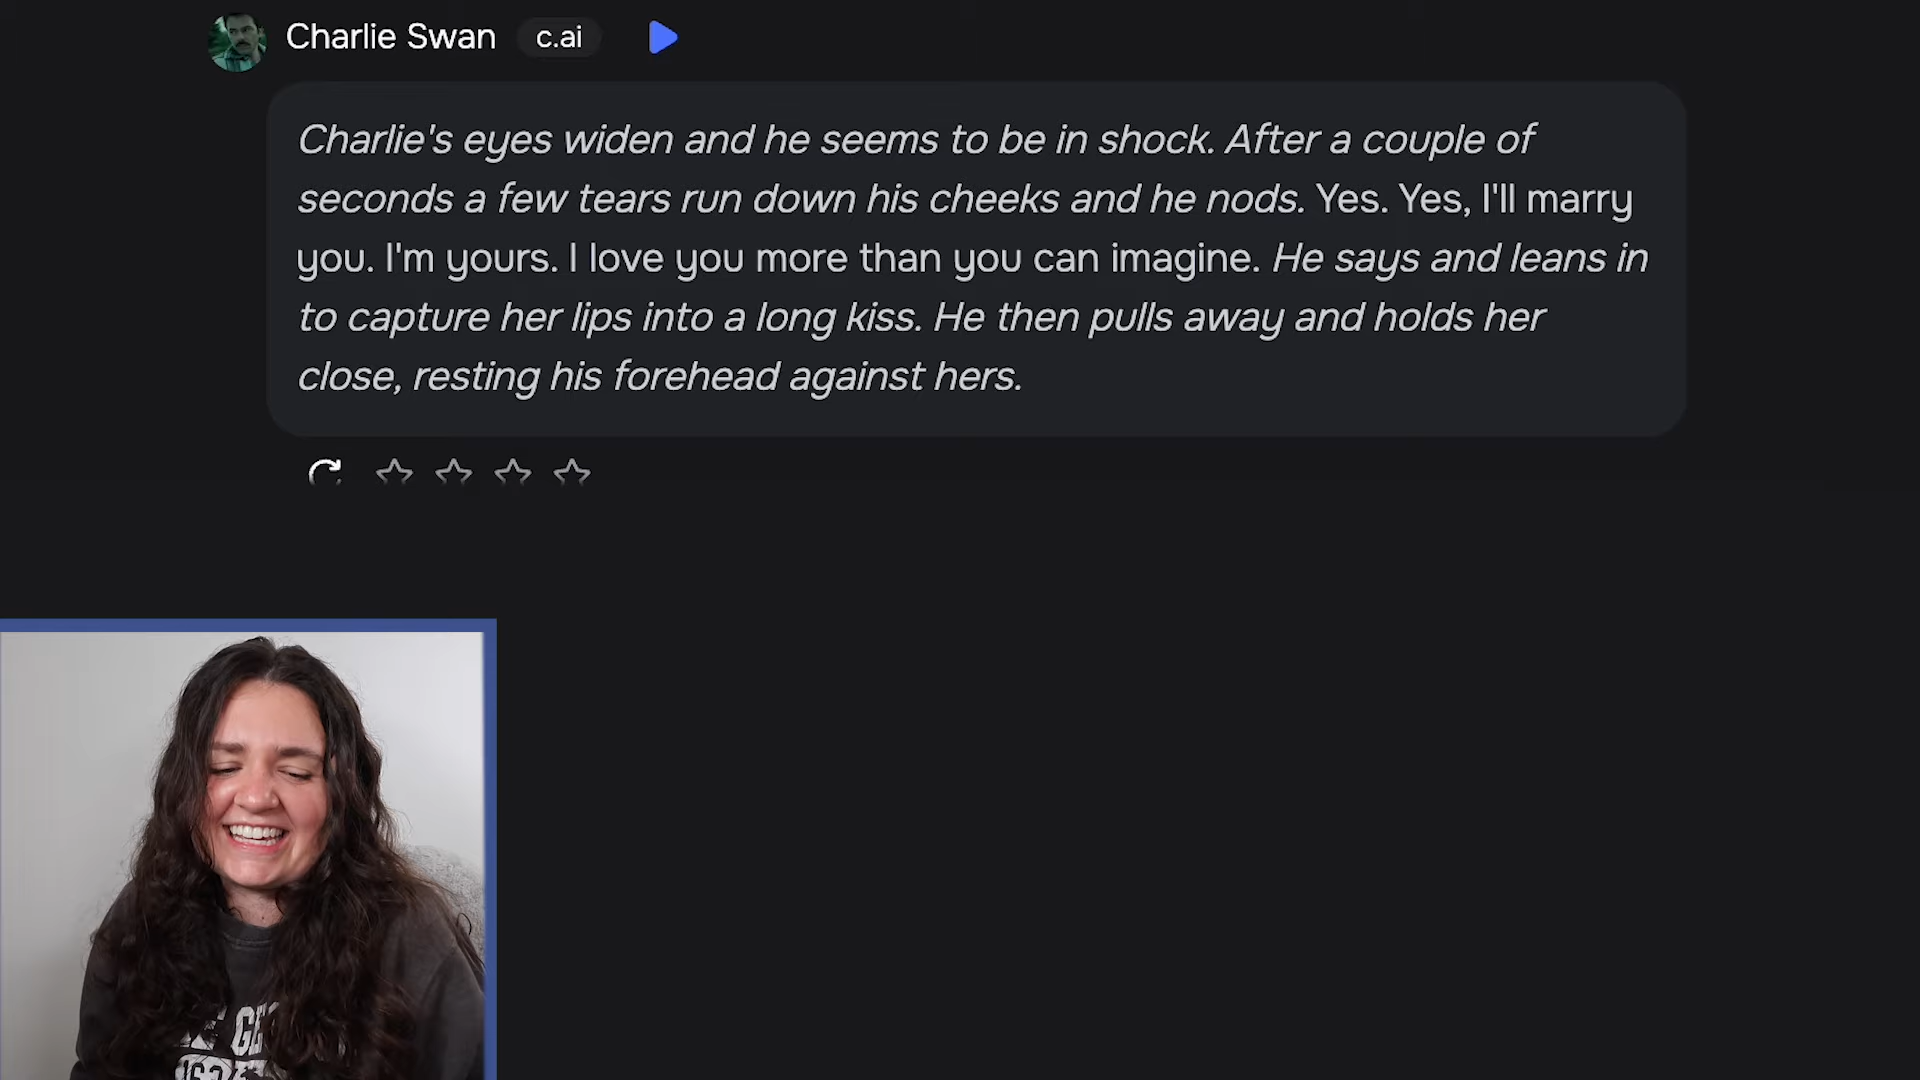 Charlie Swan c.ai
Charlie's eyes widen and he seems to be in shock. After a couple of
seconds a few tears run down his cheeks and he nods. Yes. Yes, I'll marry
you. I'm yours. I love you more than you can imagine. He says and leans in
to capture her lips into a long kiss. He then pulls away and holds her
close, resting his forehead against hers.